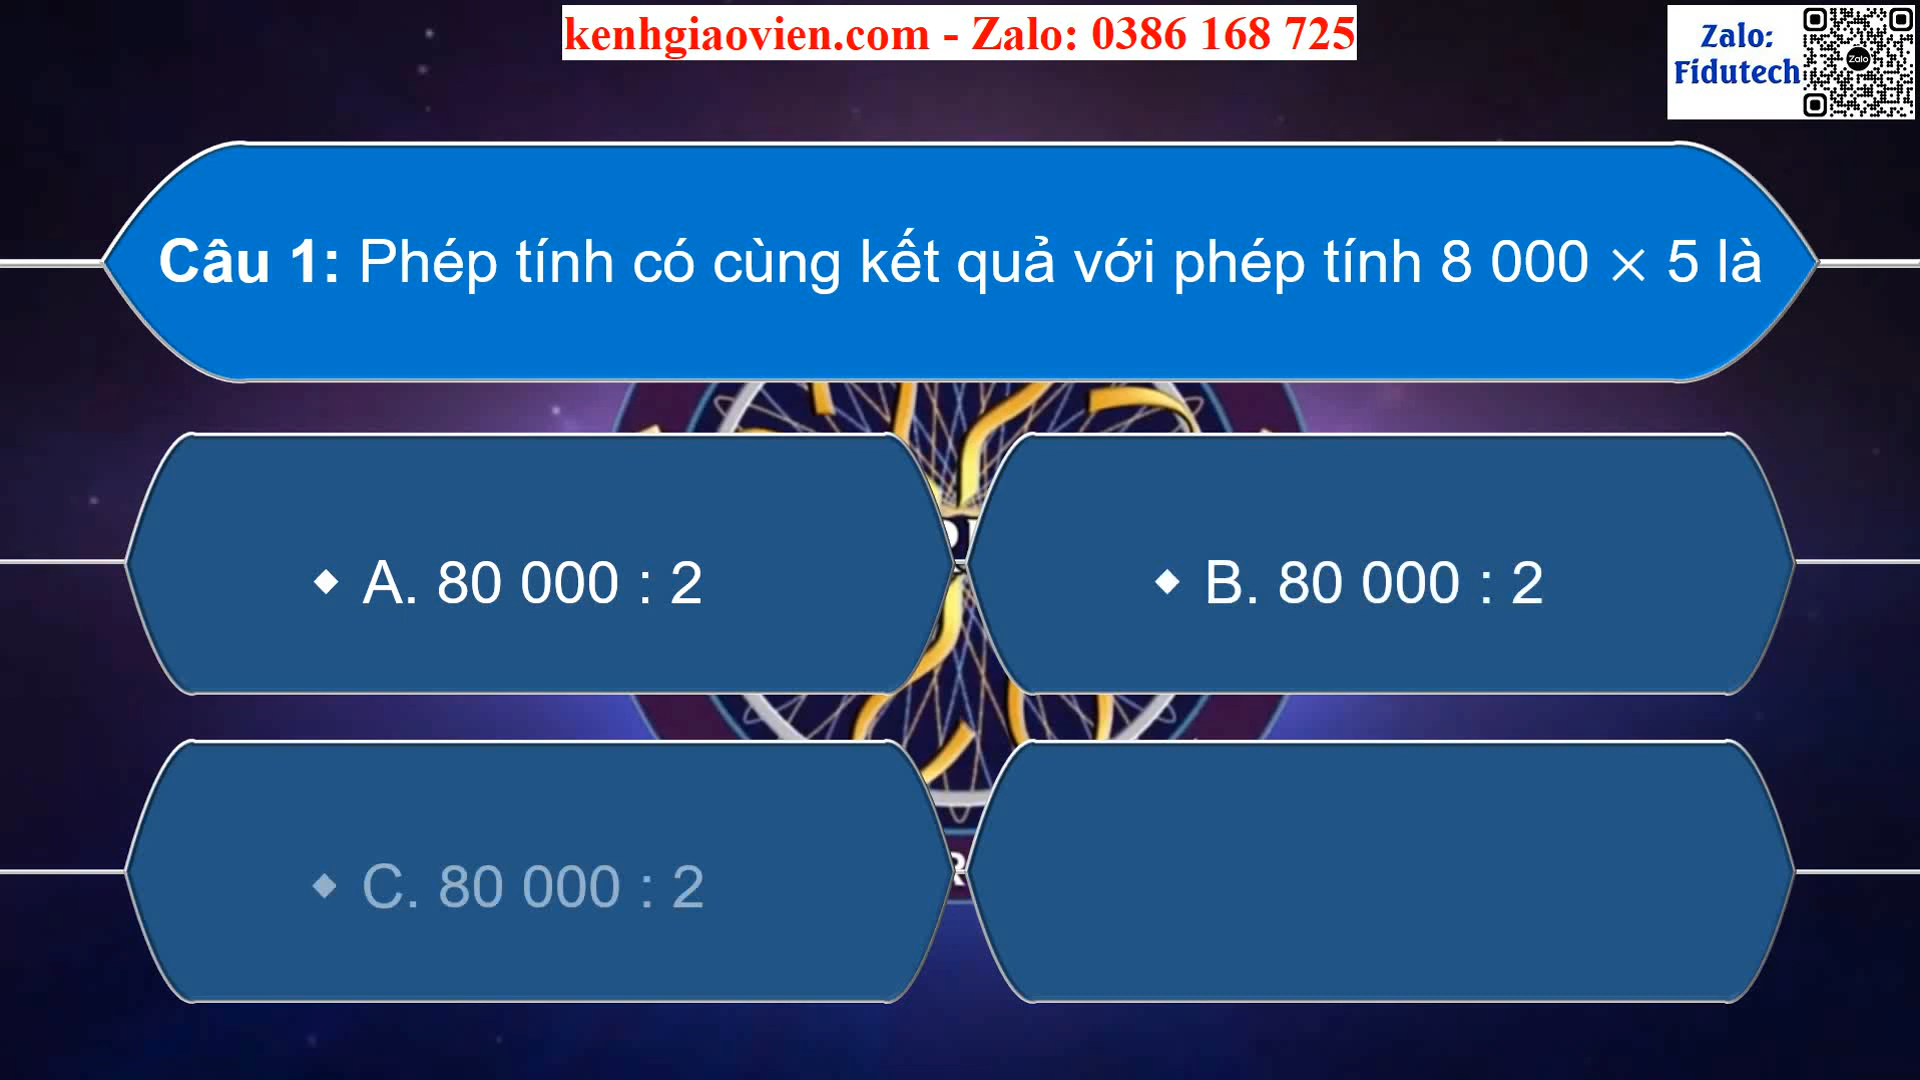 kenhgiaovien.com - Zalo: 0386 168 725
Zalo:
Fidutech
Zalo
Câu 1: Phép tính có cùng kết quả với phép tính 8 000 × 5 là
◆ A. 80 000 : 2
◆ B. 80 000 : 2
◆ C. 80 000 : 2